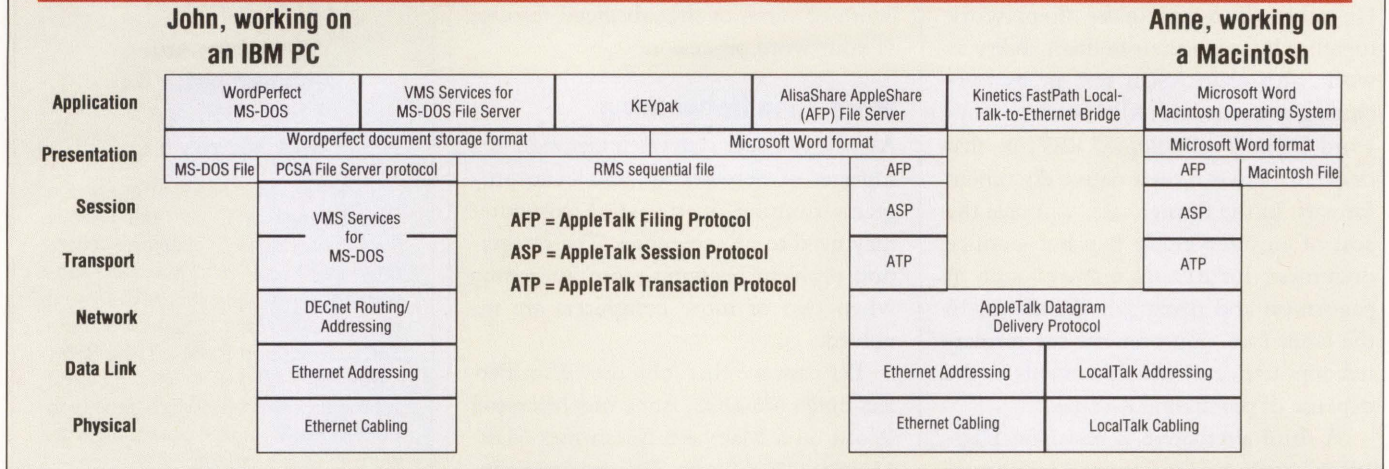 John, working on
an IBM PC
Anne, working on
a Macintosh
Application
WordPerfect
MS-DOS
VMS Services for
MS-DOS File Server
KEYpak
AlisaShare AppleShare
(AFP) File Server
Kinetics FastPath Local-
Talk-to-Ethernet Bridge
Microsoft Word
Macintosh Operating System
Presentation
Wordperfect document storage format
Microsoft Word format
Microsoft Word format
MS-DOS File
PCSA File Server protocol
RMS sequential file
AFP
AFP
Macintosh File
Session
VMS Services
for
MS-DOS
AFP = AppleTalk Filing Protocol
ASP
ASP
Transport
ASP = AppleTalk Session Protocol
ATP = AppleTalk Transaction Protocol
ATP
ATP
Network
DECnet Routing/
Addressing
AppleTalk Datagram
Delivery Protocol
Data Link
Ethernet Addressing
Ethernet Addressing
LocalTalk Addressing
Physical
Ethernet Cabling
Ethernet Cabling
LocalTalk Cabling